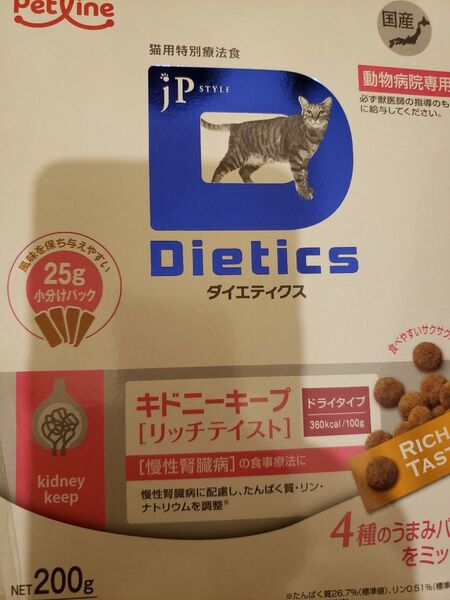 PetLine
国産
猫用特別療法食
動物病院専用
必ず獣医師の指導のも
に給与してください。
JP STYLE
Dietics
ダイエティクス
風味を保ち与えやすい
25g
小分けパック
食べやすいサクサク
キドニーキープ
[リッチテイスト]
ドライタイプ
360kcal/100g
[慢性腎臓病]の食事療法に
慢性腎臓病に配慮し、たんぱく質・リン・
ナトリウムを調整※
kidney
keep
RICH
TAST
4種のうまみパ
をミッ
NET 200g
※たんぱく質26.7%(標準値)、リン0.51%(標準